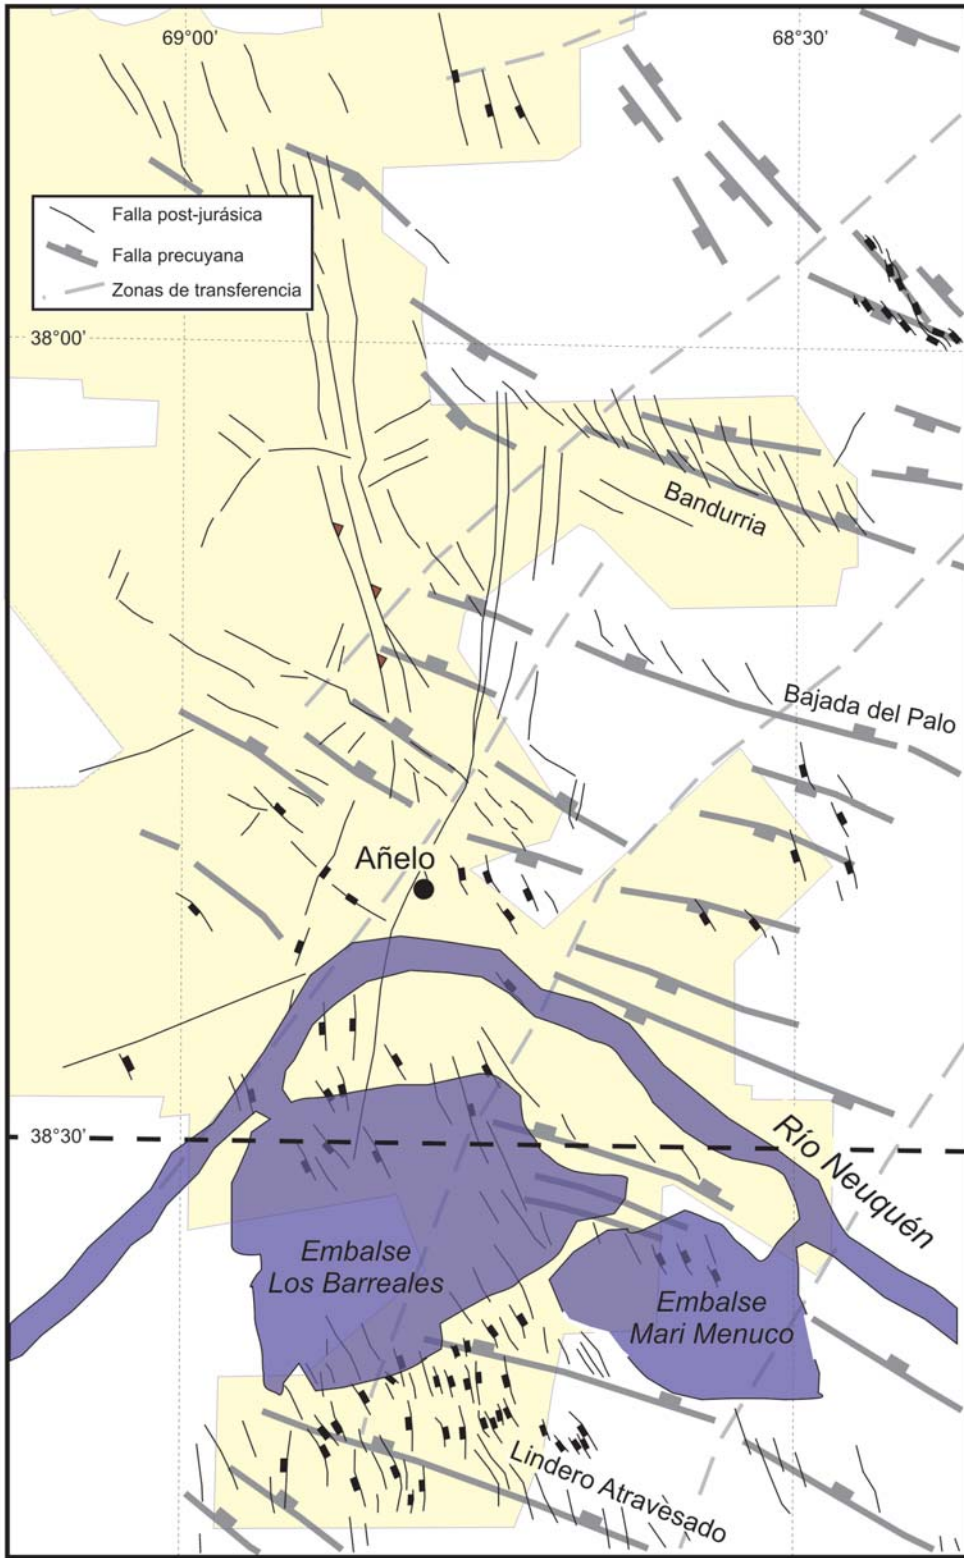 69°00'
68°30'
Falla post-jurásica
Falla precuyana
Zonas de transferencia
38°00'
Bandurria
Bajada del Palo
Añelo
38°30'
Río Neuquén
Embalse
Los Barreales
Embalse
Mari Menuco
Lindero Atravesado